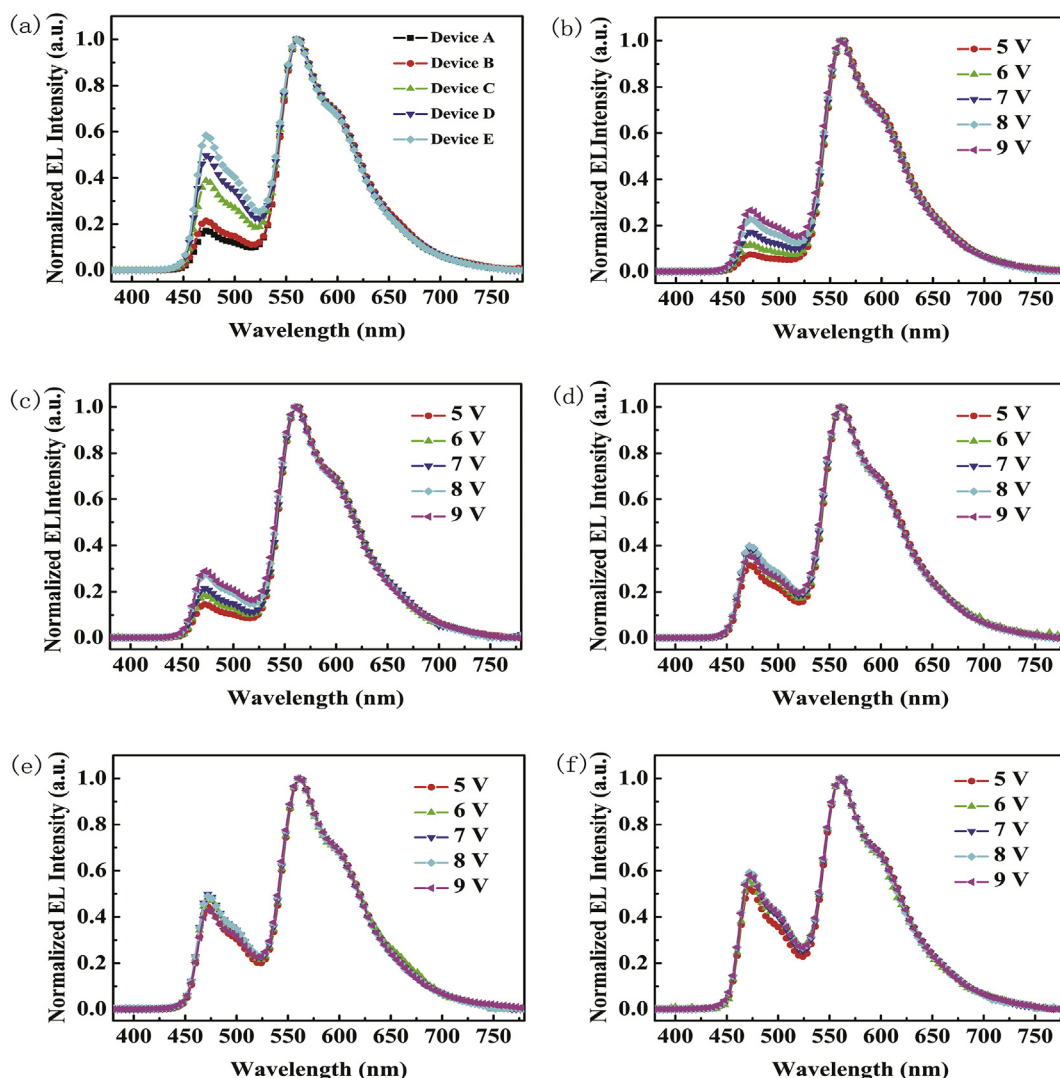 (a)
Normalized EL Intensity (a.u.)
1.0
0.8
0.6
0.4
0.2
0.0
Device A
Device B
Device C
Device D
Device E
400 450 500 550 600 650 700 750
Wavelength (nm)
(b)
Normalized ELIntensity (a.u.)
1.0
0.8
0.6
0.4
0.2
0.0
5 V
6 V
7 V
8 V
9 V
400 450 500 550 600 650 700 750
Wavelength (nm)
(c)
Normalized ELIntensity (a.u.)
1.0
0.8
0.6
0.4
0.2
0.0
5 V
6 V
7 V
8 V
9 V
400 450 500 550 600 650 700 750
Wavelength (nm)
(d)
Normalized EL Intensity (a.u.)
1.0
0.8
0.6
0.4
0.2
0.0
5 V
6 V
7 V
8 V
9 V
400 450 500 550 600 650 700 750
Wavelength (nm)
(e)
Normalized EL Intensity (a.u.)
1.0
0.8
0.6
0.4
0.2
0.0
5 V
6 V
7 V
8 V
9 V
400 450 500 550 600 650 700 750
Wavelength (nm)
(f)
Normalized EL Intensity (a.u.)
1.0
0.8
0.6
0.4
0.2
0.0
5 V
6 V
7 V
8 V
9 V
400 450 500 550 600 650 700 750
Wavelength (nm)